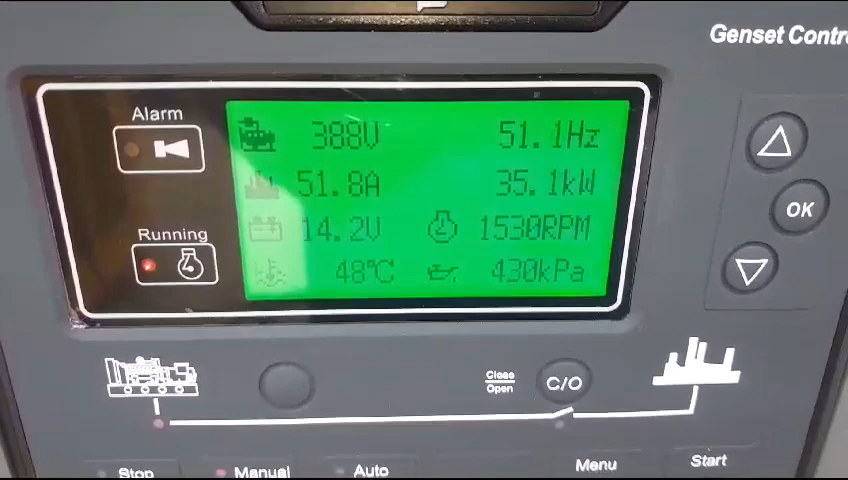 Genset Contr
Alarm
388V 51.1Hz
51.8A 35.1kW
14.2V 1530RPM
Running
48℃ 430kPa
OK
Close
Open
C/O
Stop Manual Auto Menu Start